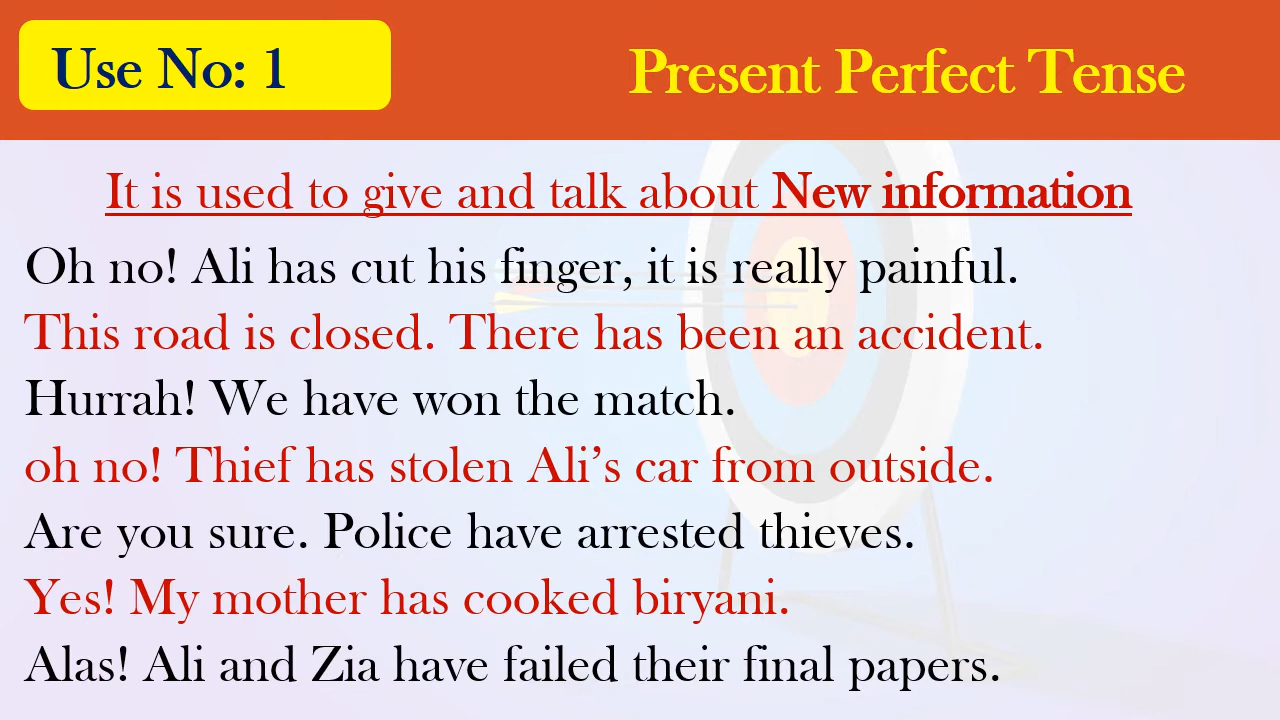 Use No: 1
Present Perfect Tense
It is used to give and talk about New information
Oh no! Ali has cut his finger, it is really painful.
This road is closed. There has been an accident.
Hurrah! We have won the match.
oh no! Thief has stolen Ali’s car from outside.
Are you sure. Police have arrested thieves.
Yes! My mother has cooked biryani.
Alas! Ali and Zia have failed their final papers.